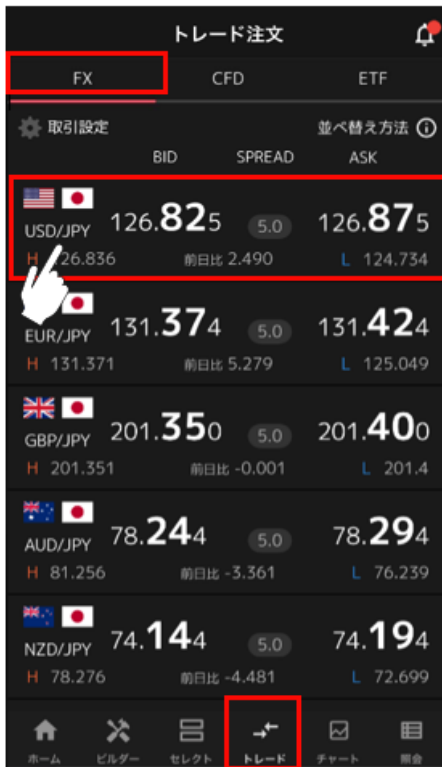 トレード注文
FX CFD ETF
取引設定 並べ替え方法
BID SPREAD ASK
USD/JPY 126.825 5.0 126.875
H 126.836 前日比 2.490 L 124.734
EUR/JPY 131.374 5.0 131.424
H 131.371 前日比 5.279 L 125.049
GBP/JPY 201.350 5.0 201.400
H 201.351 前日比 -0.001 L 201.4
AUD/JPY 78.244 5.0 78.294
H 81.256 前日比 -3.361 L 76.239
NZD/JPY 74.144 5.0 74.194
H 78.276 前日比 -4.481 L 72.699
ホーム ビルダー セレクト トレード チャート 照会